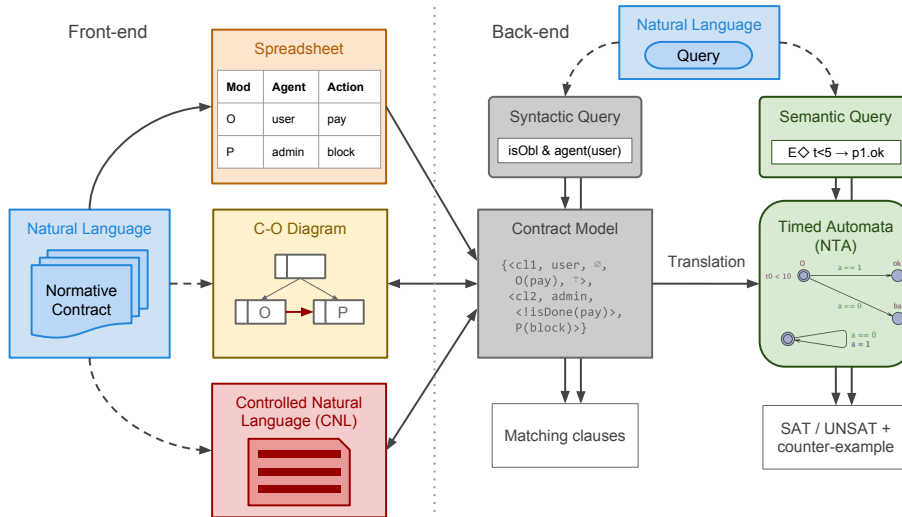 Front-end
Back-end
Natural Language
Query
Spreadsheet
Mod Agent Action
O user pay
P admin block
Syntactic Query
isObl & agent(user)
Semantic Query
E◇ t<5 → p1.ok
Natural Language
Normative
Contract
C-O Diagram
O P
Contract Model
{<cl1, user, ∅,
O(pay), ⊤>,
<cl2, admin,
<!isDone(pay)>,
P(block)>}
Translation
Timed Automata
(NTA)
O
ok
t0 < 10
a == 1
a == 0
ba
a == 0
a = 1
Controlled Natural
Language (CNL)
Matching clauses
SAT / UNSAT +
counter-example